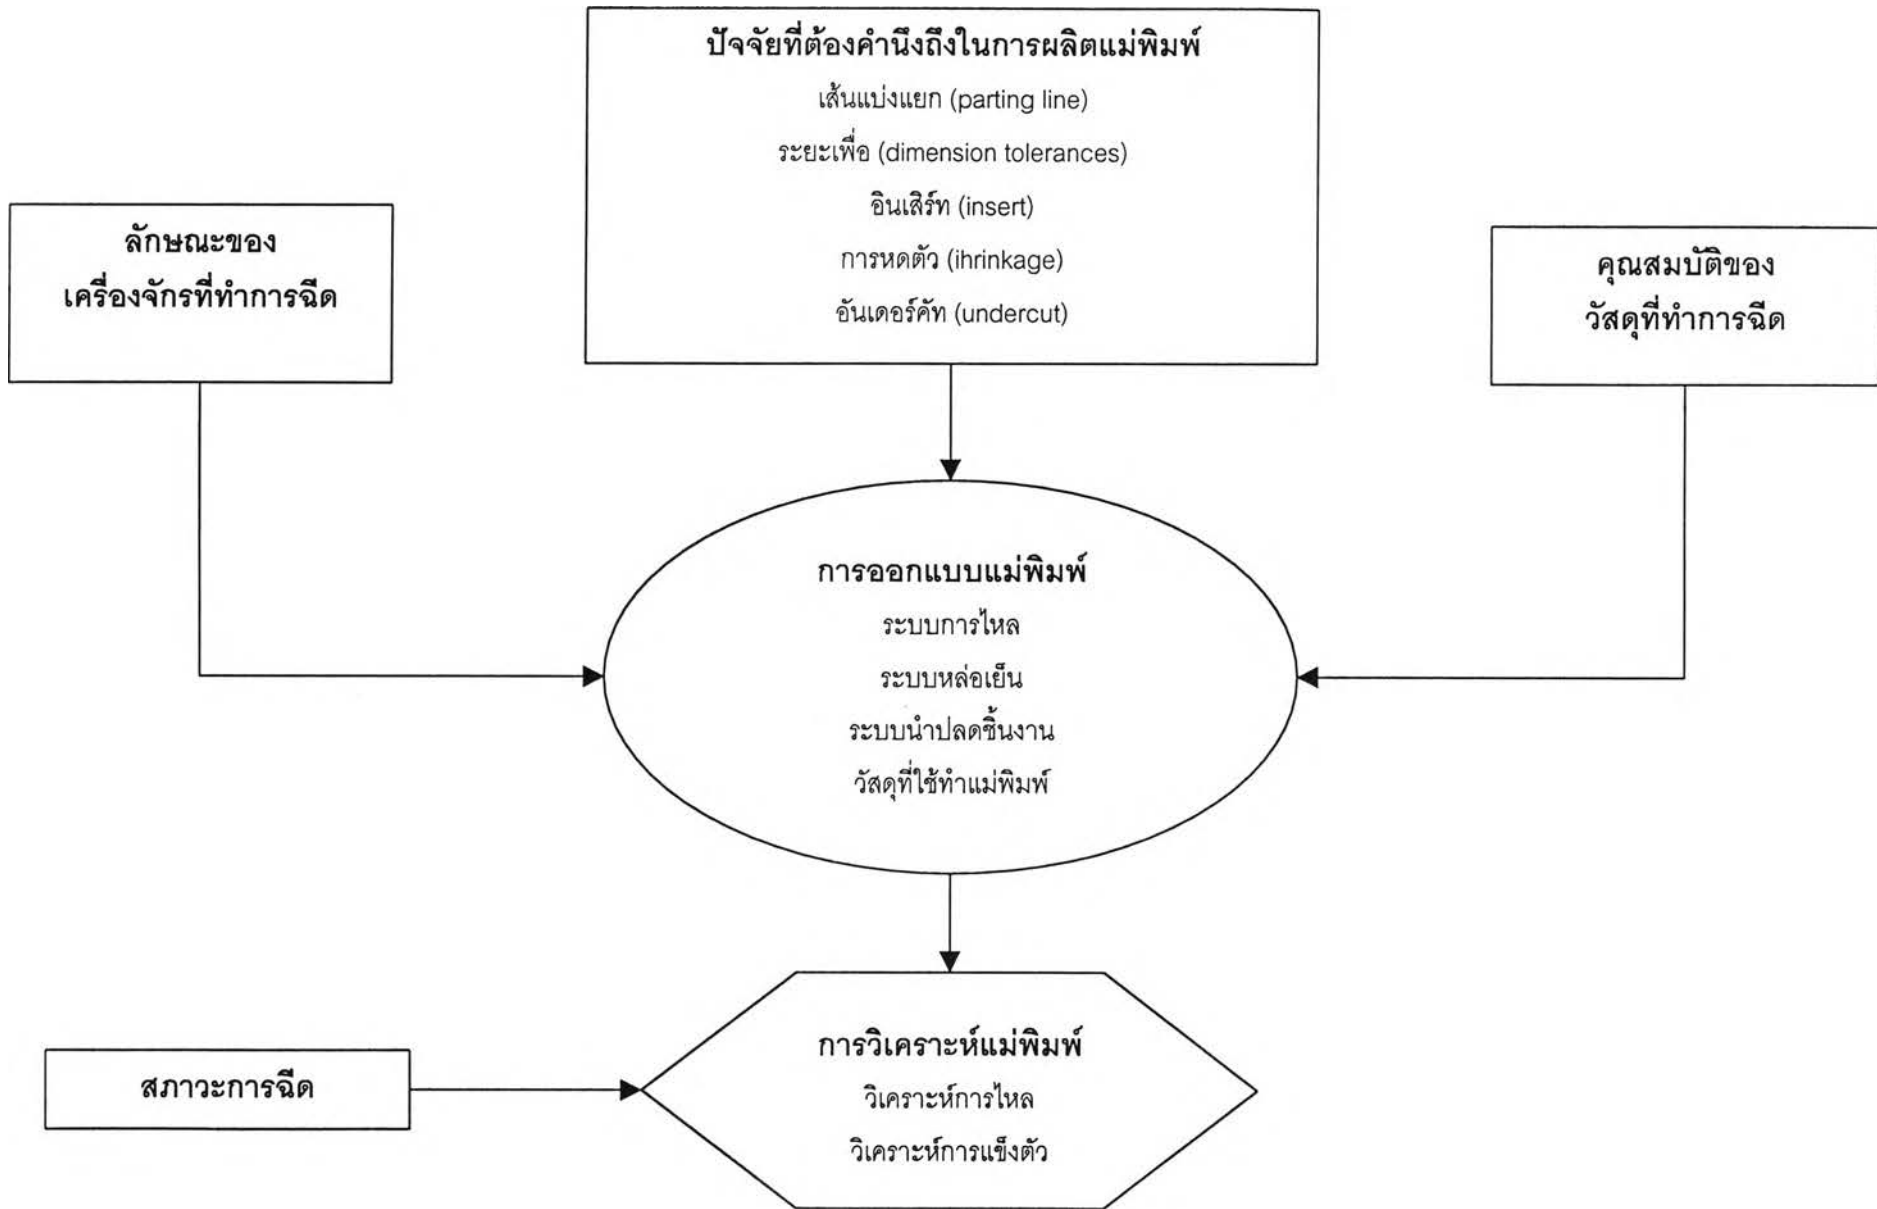 ปัจจัยที่ต้องคำนึงถึงในการผลิตแม่พิมพ์
เส้นแบ่งแยก (parting line)
ระยะเพื่อ (dimension tolerances)
อินเสิร์ท (insert)
การหดตัว (ihrinkage)
อันเดอร์คัท (undercut)
ลักษณะของ
เครื่องจักรที่ทำการฉีด
คุณสมบัติของ
วัสดุที่ทำการฉีด
การออกแบบแม่พิมพ์
ระบบการไหล
ระบบหล่อเย็น
ระบบนำปลดชิ้นงาน
วัสดุที่ใช้ทำแม่พิมพ์
สภาวะการฉีด
การวิเคราะห์แม่พิมพ์
วิเคราะห์การไหล
วิเคราะห์การแข็งตัว